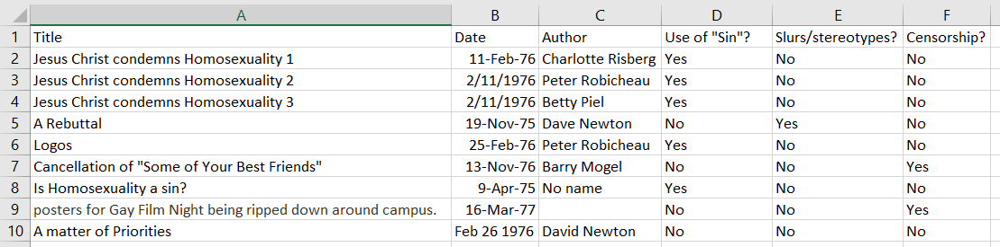 A B C D E F
1 Title Date Author Use of "Sin"? Slurs/stereotypes? Censorship?
2 Jesus Christ condemns Homosexuality 1 11-Feb-76 Charlotte Risberg Yes No No
3 Jesus Christ condemns Homosexuality 2 2/11/1976 Peter Robicheau Yes No No
4 Jesus Christ condemns Homosexuality 3 2/11/1976 Betty Piel Yes No No
5 A Rebuttal 19-Nov-75 Dave Newton No Yes No
6 Logos 25-Feb-76 Peter Robicheau Yes No No
7 Cancellation of "Some of Your Best Friends" 13-Nov-76 Barry Mogel No No Yes
8 Is Homosexuality a sin? 9-Apr-75 No name Yes No No
9 posters for Gay Film Night being ripped down around campus. 16-Mar-77 No No Yes
10 A matter of Priorities Feb 26 1976 David Newton No No No